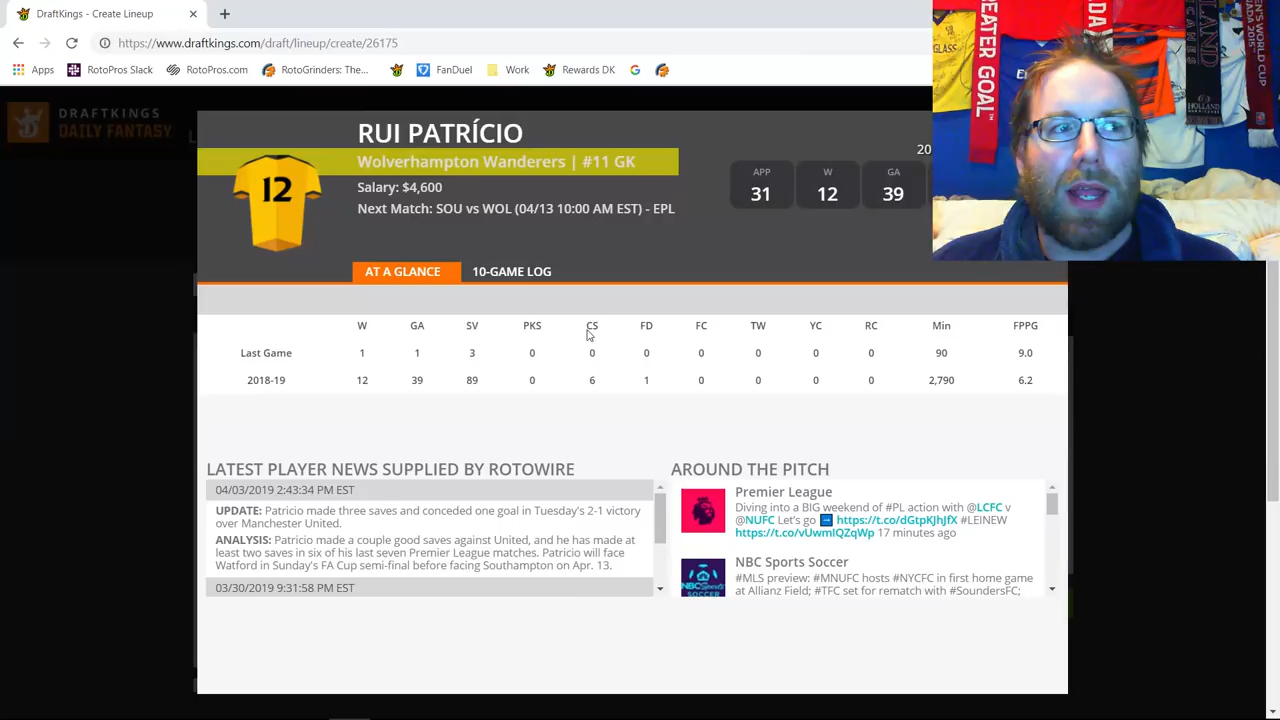 DraftKings - Create Lineup
https://www.draftkings.com/draft/lineup/create/26175
Apps
RotoPros Slack
RotoPros.com
RotoGrinders: The...
FanDuel
Work
Rewards DK
DRAFTKINGS
DAILY FANTASY
RUI PATRÍCIO
Wolverhampton Wanderers | #11 GK
12
Salary: $4,600
Next Match: SOU vs WOL (04/13 10:00 AM EST) - EPL
20
APP W GA
31 12 39
AT A GLANCE
10-GAME LOG
W GA SV PKS CS FD FC TW YC RC Min FPPG
Last Game 1 1 3 0 0 0 0 0 0 0 90 9.0
2018-19 12 39 89 0 6 1 0 0 0 0 2,790 6.2
LATEST PLAYER NEWS SUPPLIED BY ROTOWIRE
04/03/2019 2:43:34 PM EST
UPDATE: Patricio made three saves and conceded one goal in Tuesday's 2-1 victory
over Manchester United.
ANALYSIS: Patricio made a couple good saves against United, and he has made at
least two saves in six of his last seven Premier League matches. Patricio will face
Watford in Sunday's FA Cup semi-final before facing Southampton on Apr. 13.
03/30/2019 9:31:58 PM EST
AROUND THE PITCH
Premier League
Diving into a BIG weekend of #PL action with @LCFC v
@NUFC Let's go ➡ https://t.co/dGtpKJhJfX #LEINEW
https://t.co/vUwmIQZqWp 17 minutes ago
NBC Sports Soccer
#MLS preview: #MNUFC hosts #NYCFC in first home game
at Allianz Field; #TFC set for rematch with #SoundersFC;
NBC SPORTS
SOCCER
EATER GOAL™
HOLLAND